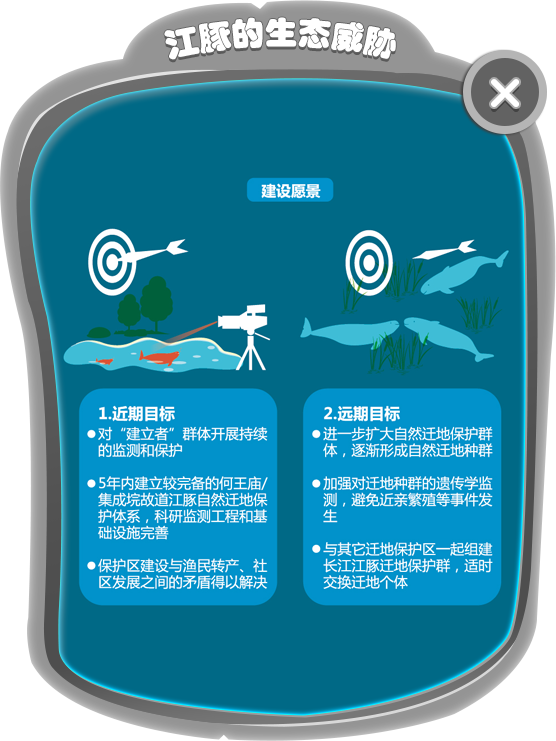 江豚的生态威胁
建设愿景
1.近期目标
对“建立者”群体开展持续
的监测和保护
5年内建立较完备的何王庙/
集成垸故道江豚自然迁地保
护体系，科研监测工程和基
础设施完善
保护区建设与渔民转产、社
区发展之间的矛盾得以解决
2.远期目标
进一步扩大自然迁地保护群
体，逐渐形成自然迁地种群
加强对迁地种群的遗传学监
测，避免近亲繁殖等事件发
生
与其它迁地保护区一起组建
长江江豚迁地保护群，适时
交换迁地个体